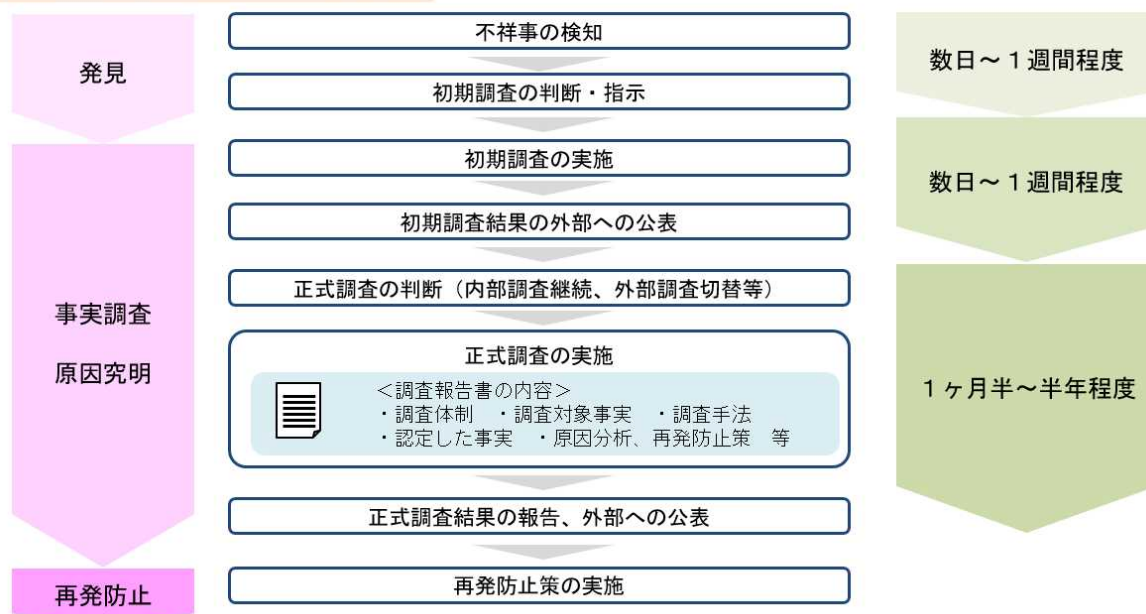 不祥事の検知
発見
数日～１週間程度
初期調査の判断・指示
初期調査の実施
数日～１週間程度
初期調査結果の外部への公表
正式調査の判断（内部調査継続、外部調査切替等）
事実調査
原因究明
正式調査の実施
＜調査報告書の内容＞
・調査体制　・調査対象事実　・調査手法
・認定した事実　・原因分析、再発防止策　等
１ヶ月半～半年程度
正式調査結果の報告、外部への公表
再発防止
再発防止策の実施